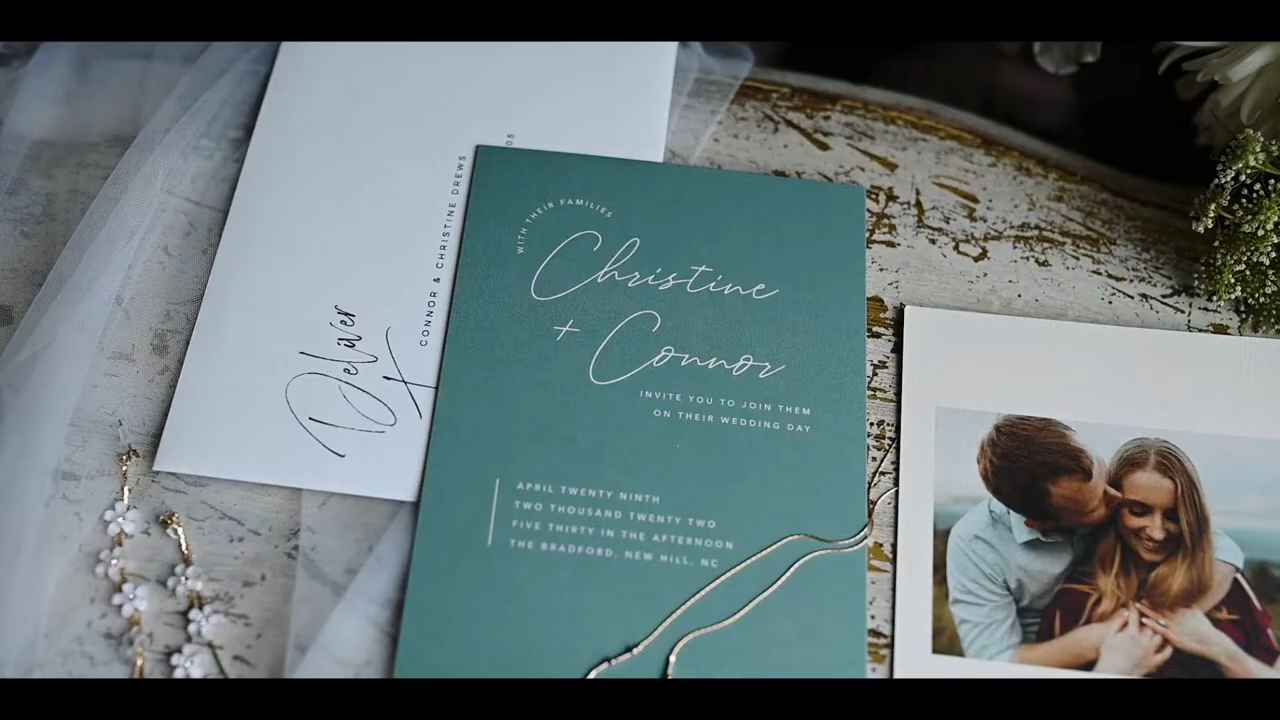 Deliver
CONNOR & CHRISTINE DREWS
WITH THEIR FAMILIES
Christine
+ Connor
INVITE YOU TO JOIN THEM
ON THEIR WEDDING DAY
APRIL TWENTY NINTH
TWO THOUSAND TWENTY TWO
FIVE THIRTY IN THE AFTERNOON
THE BRADFORD, NEW HILL, NC